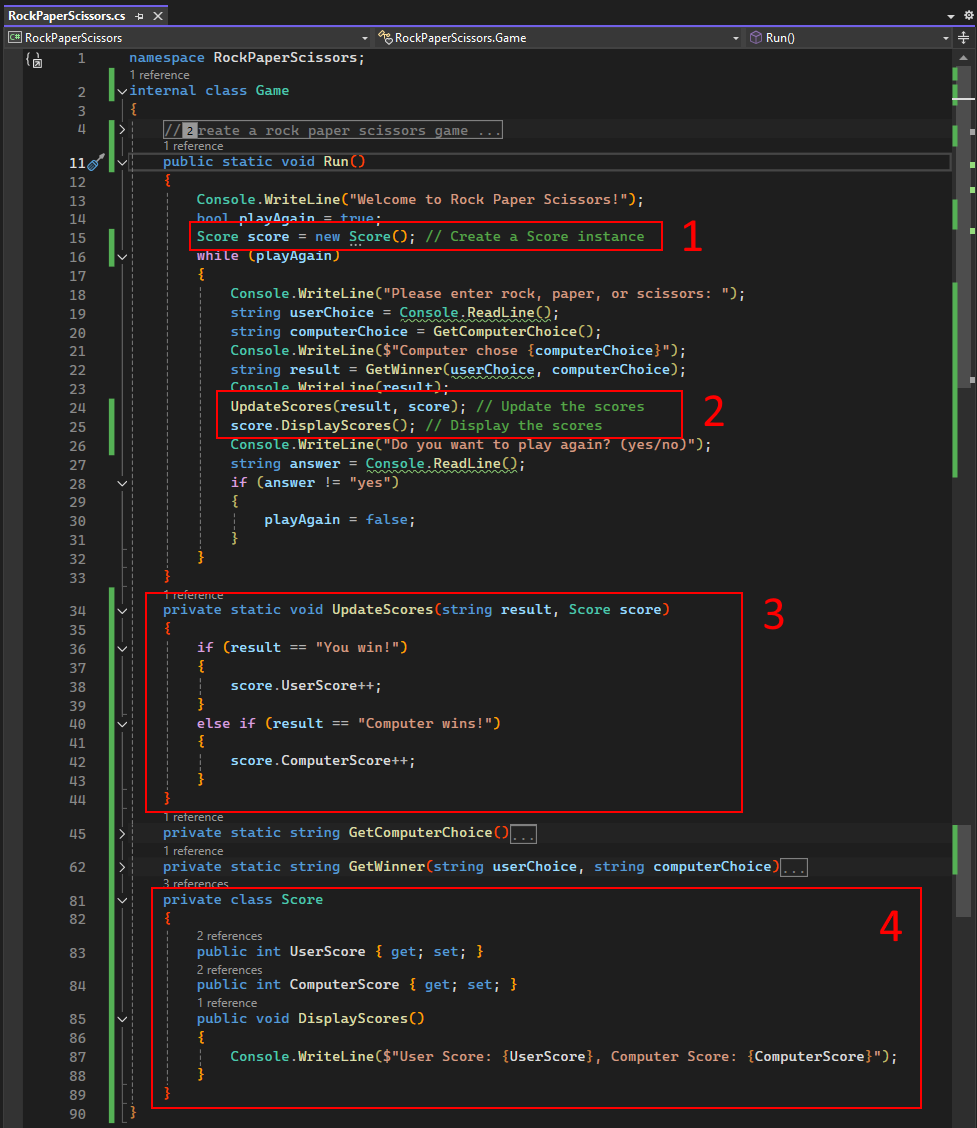 RockPaperScissors.cs
C# RockPaperScissors
RockPaperScissors.Game
Run()
1 namespace RockPaperScissors;
1 reference
2 internal class Game
3 {
4 // 2 reate a rock paper scissors game ...
1 reference
11 public static void Run()
12 {
13 Console.WriteLine("Welcome to Rock Paper Scissors!");
14 bool playAgain = true;
15 Score score = new Score(); // Create a Score instance
1
16 while (playAgain)
17 {
18 Console.WriteLine("Please enter rock, paper, or scissors: ");
19 string userChoice = Console.ReadLine();
20 string computerChoice = GetComputerChoice();
21 Console.WriteLine($"Computer chose {computerChoice}");
22 string result = GetWinner(userChoice, computerChoice);
23 Console.WriteLine(result);
24 UpdateScores(result, score); // Update the scores
2
25 score.DisplayScores(); // Display the scores
26 Console.WriteLine("Do you want to play again? (yes/no)");
27 string answer = Console.ReadLine();
28 if (answer != "yes")
29 {
30 playAgain = false;
31 }
32 }
33 }
1 reference
34 private static void UpdateScores(string result, Score score)
3
35 {
36 if (result == "You win!")
37 {
38 score.UserScore++;
39 }
40 else if (result == "Computer wins!")
41 {
42 score.ComputerScore++;
43 }
44 }
1 reference
45 private static string GetComputerChoice()...
1 reference
62 private static string GetWinner(string userChoice, string computerChoice)...
3 references
81 private class Score
82 {
4
2 references
83 public int UserScore { get; set; }
2 references
84 public int ComputerScore { get; set; }
1 reference
85 public void DisplayScores()
86 {
87 Console.WriteLine($"User Score: {UserScore}, Computer Score: {ComputerScore}");
88 }
89 }
90 }